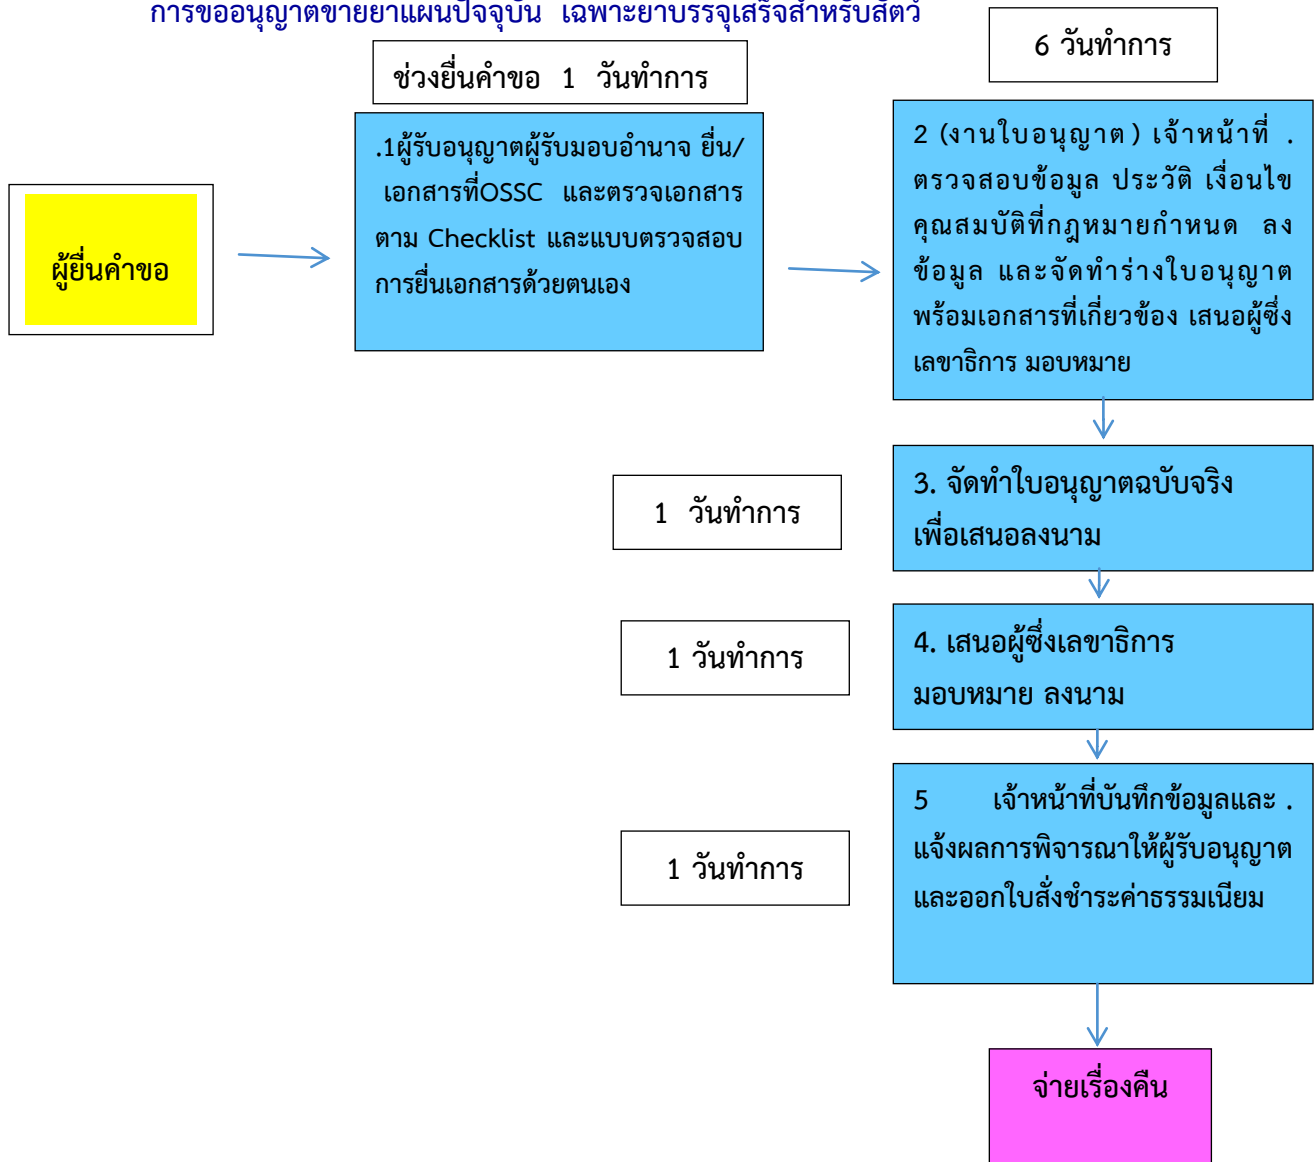 การขออนุญาตขายยาแผนปัจจุบัน เฉพาะยาบรรจุเสร็จสำหรับสัตว์
6 วันทำการ
ช่วงยื่นคำขอ 1 วันทำการ
ผู้ยื่นคำขอ
.1ผู้รับอนุญาตผู้รับมอบอำนาจ ยื่น/
เอกสารที่OSSC และตรวจเอกสาร
ตาม Checklist และแบบตรวจสอบ
การยื่นเอกสารด้วยตนเอง
2 (งานใบอนุญาต) เจ้าหน้าที่ .
ตรวจสอบข้อมูล ประวัติ เงื่อนไข
คุณสมบัติที่กฎหมายกำหนด ลง
ข้อมูล และจัดทำร่างใบอนุญาต
พร้อมเอกสารที่เกี่ยวข้อง เสนอผู้ซึ่ง
เลขาธิการ มอบหมาย
1 วันทำการ
3. จัดทำใบอนุญาตฉบับจริง
เพื่อเสนอลงนาม
1 วันทำการ
4. เสนอผู้ซึ่งเลขาธิการ
มอบหมาย ลงนาม
1 วันทำการ
5 เจ้าหน้าที่บันทึกข้อมูลและ .
แจ้งผลการพิจารณาให้ผู้รับอนุญาต
และออกใบสั่งชำระค่าธรรมเนียม
จ่ายเรื่องคืน